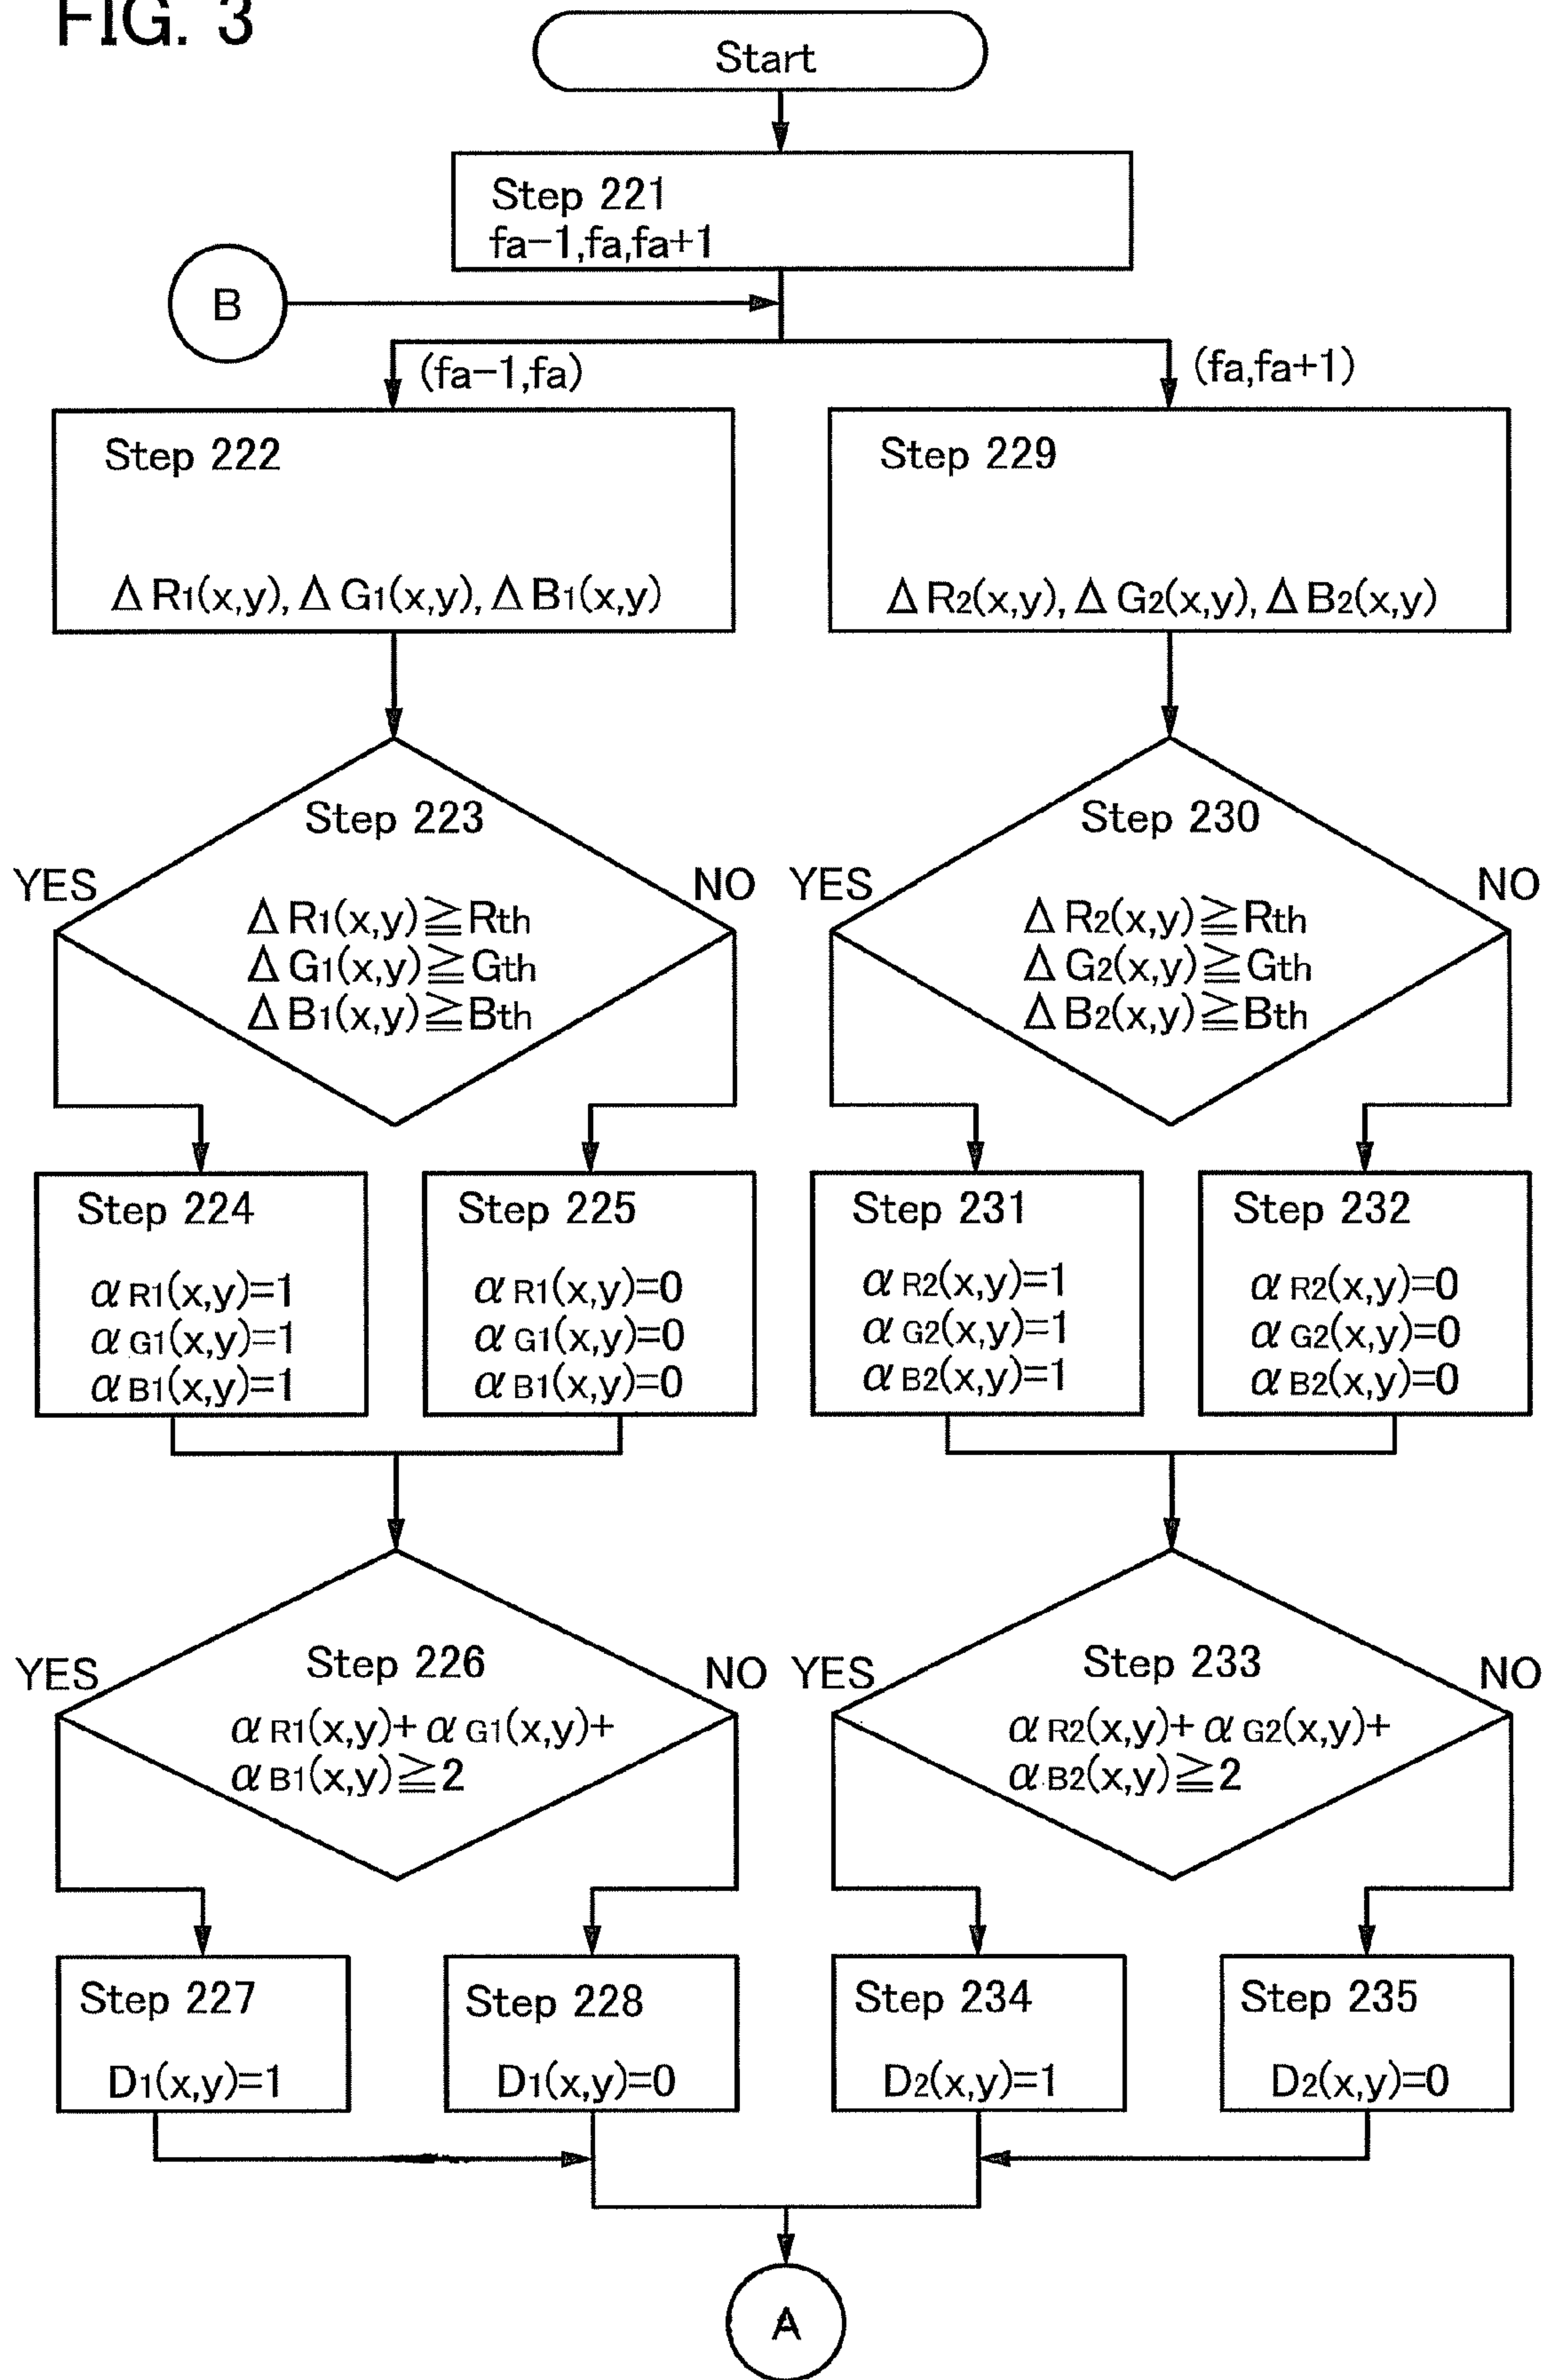 FIG. 3
Start
Step 221
fa-1,fa,fa+1
B
(fa-1,fa)
(fa,fa+1)
Step 222
ΔR1(x,y),ΔG1(x,y),ΔB1(x,y)
Step 229
ΔR2(x,y),ΔG2(x,y),ΔB2(x,y)
Step 223
YES
NO
ΔR1(x,y)≧Rth
ΔG1(x,y)≧Gth
ΔB1(x,y)≧Bth
Step 230
YES
NO
ΔR2(x,y)≧Rth
ΔG2(x,y)≧Gth
ΔB2(x,y)≧Bth
Step 224
αR1(x,y)=1
αG1(x,y)=1
αB1(x,y)=1
Step 225
αR1(x,y)=0
αG1(x,y)=0
αB1(x,y)=0
Step 231
αR2(x,y)=1
αG2(x,y)=1
αB2(x,y)=1
Step 232
αR2(x,y)=0
αG2(x,y)=0
αB2(x,y)=0
YES
Step 226
NO
αR1(x,y)+αG1(x,y)+
αB1(x,y)≧2
YES
Step 233
NO
αR2(x,y)+αG2(x,y)+
αB2(x,y)≧2
Step 227
D1(x,y)=1
Step 228
D1(x,y)=0
Step 234
D2(x,y)=1
Step 235
D2(x,y)=0
A